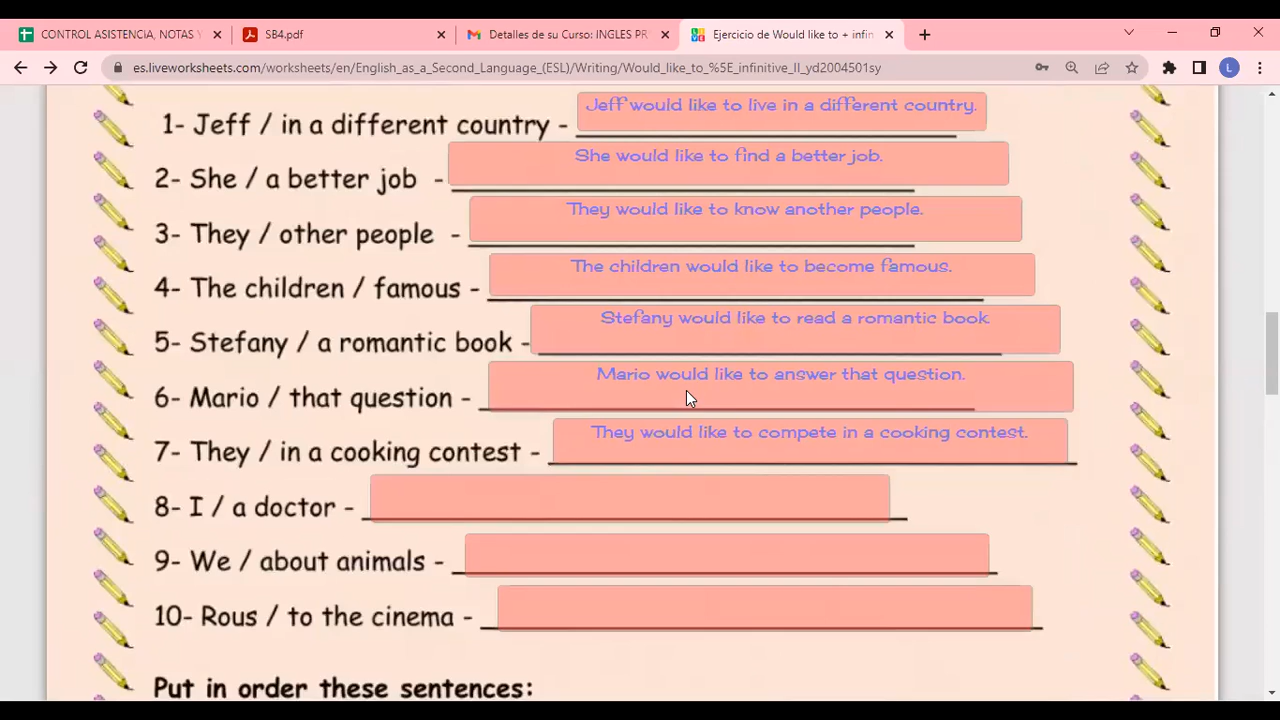 CONTROL ASISTENCIA, NOTAS Y
SB4.pdf
Detalles de su Curso: INGLES PR
Ejercicio de Would like to + infin
es.liveworksheets.com/worksheets/en/English_as_a_Second_Language_(ESL)/Writing/Would_like_to_%5E_infinitive_II_yd2004501sy
L
1- Jeff / in a different country - Jeff would like to live in a different country.
2- She / a better job - She would like to find a better job.
3- They / other people - They would like to know another people.
4- The children / famous - The children would like to become famous.
5- Stefany / a romantic book - Stefany would like to read a romantic book.
6- Mario / that question - Mario would like to answer that question.
7- They / in a cooking contest - They would like to compete in a cooking contest.
8- I / a doctor -
9- We / about animals -
10- Rous / to the cinema -
Put in order these sentences: